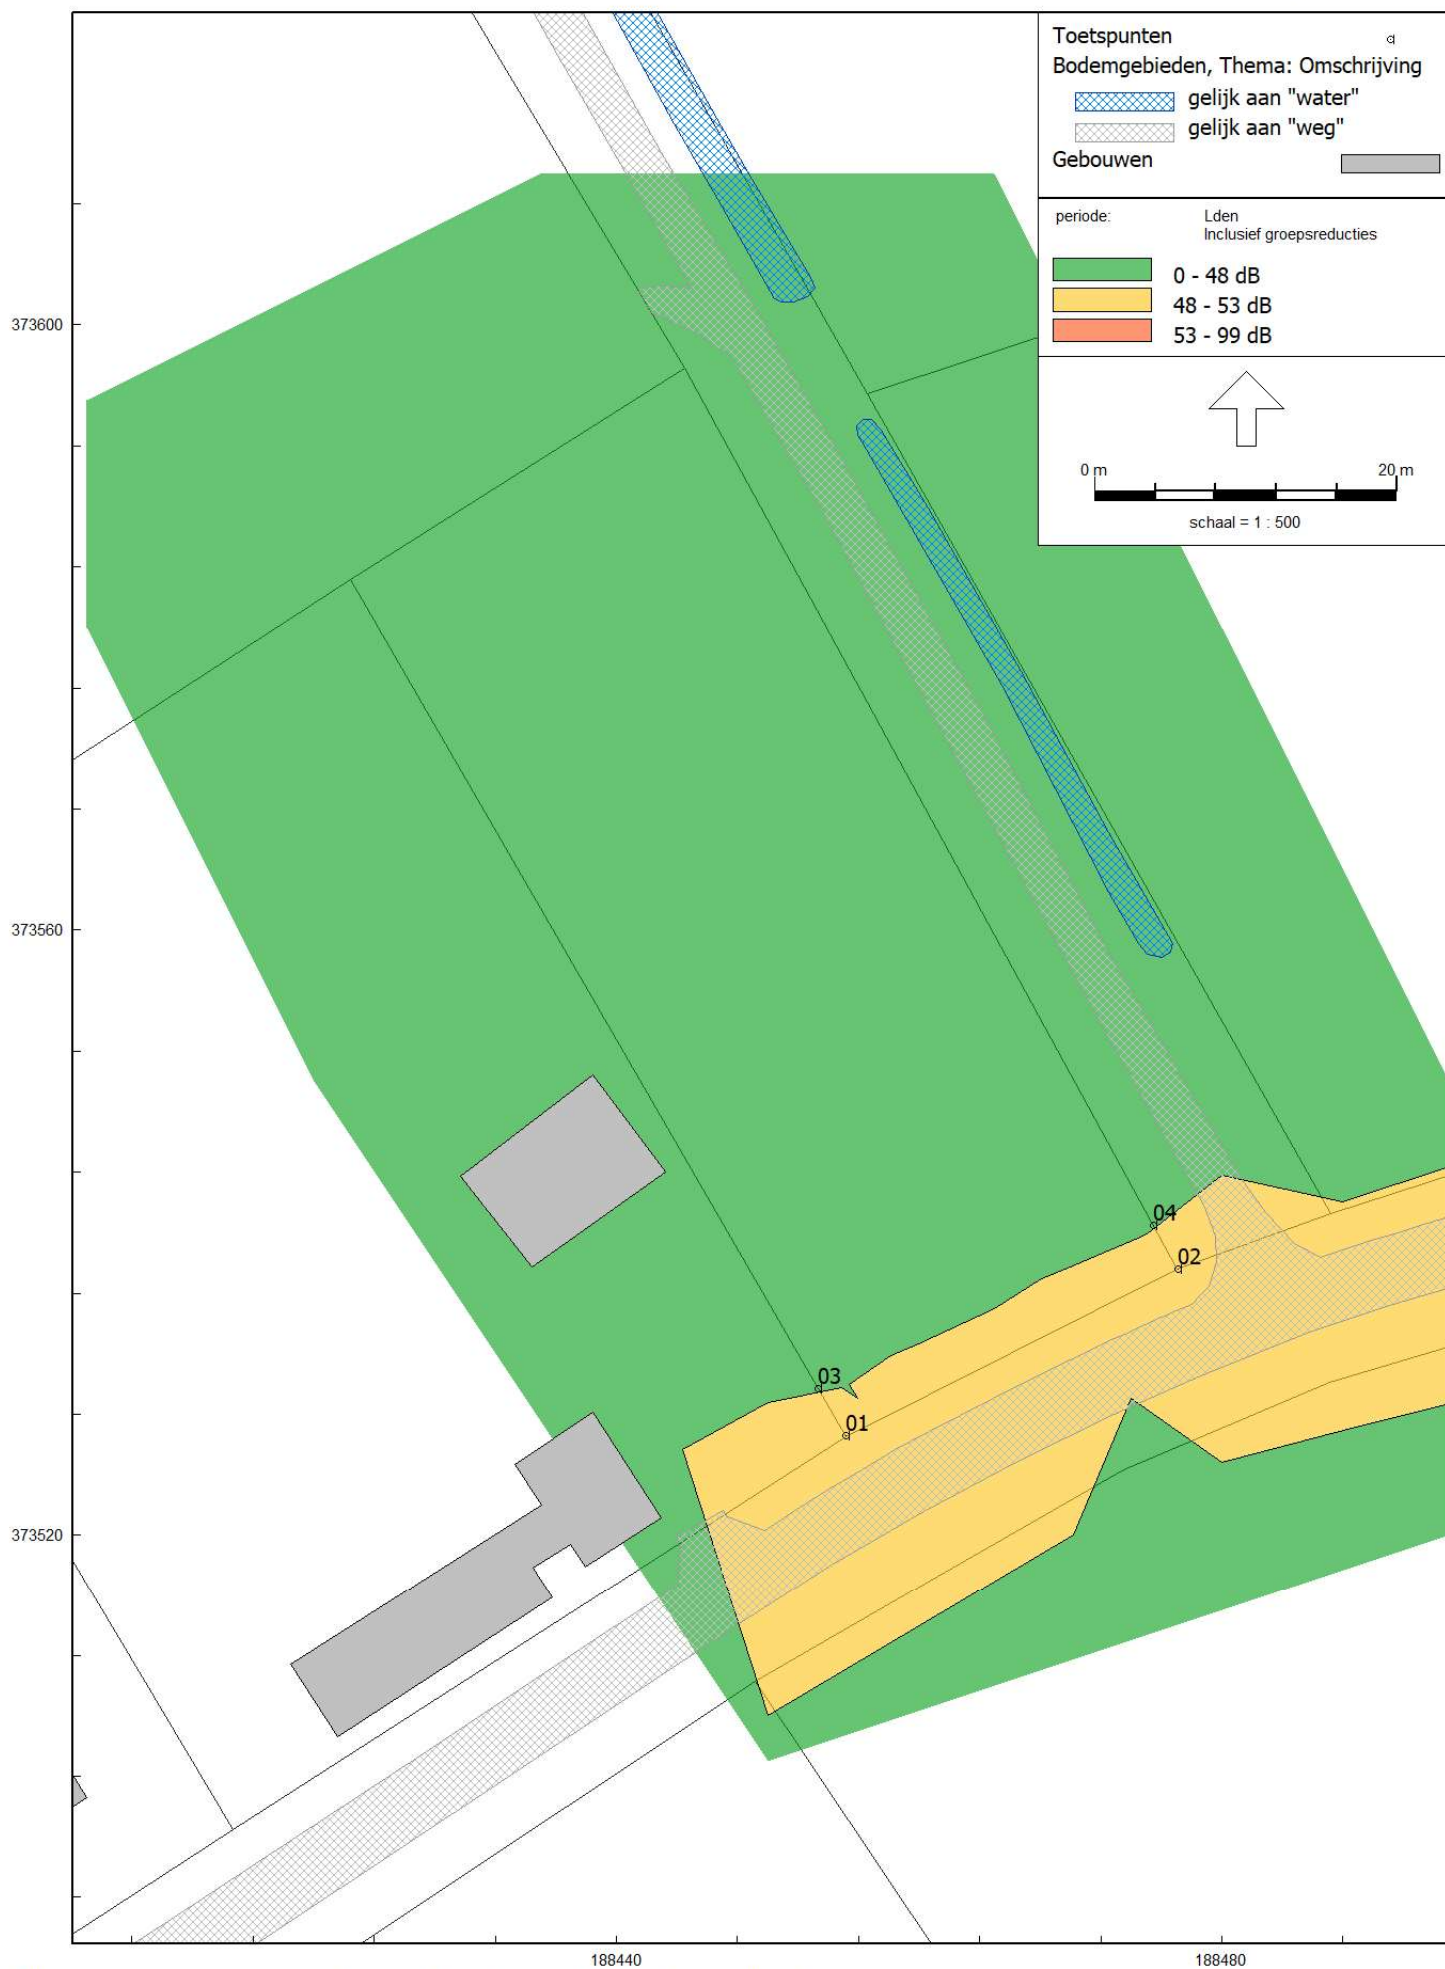 Toetspunten
Bodemgebieden, Thema: Omschrijving
gelijk aan "water"
gelijk aan "weg"
Gebouwen
periode: Lden
Inclusief groepsreducties
0 - 48 dB
48 - 53 dB
53 - 99 dB
0 m 20 m
schaal = 1 : 500
373600
373560
04
02
03
01
373520
188440 188480